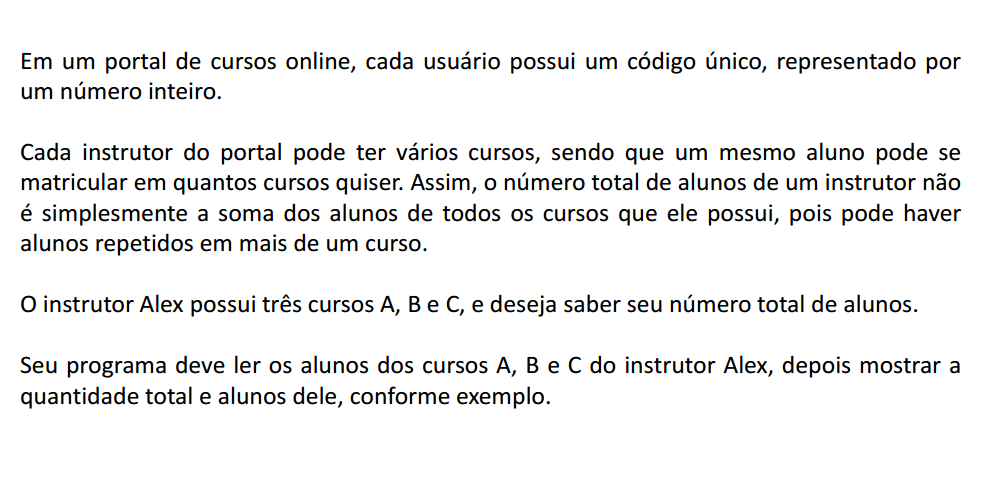 Em um portal de cursos online, cada usuário possui um código único, representado por
um número inteiro.
Cada instrutor do portal pode ter vários cursos, sendo que um mesmo aluno pode se
matricular em quantos cursos quiser. Assim, o número total de alunos de um instrutor não
é simplesmente a soma dos alunos de todos os cursos que ele possui, pois pode haver
alunos repetidos em mais de um curso.
O instrutor Alex possui três cursos A, B e C, e deseja saber seu número total de alunos.
Seu programa deve ler os alunos dos cursos A, B e C do instrutor Alex, depois mostrar a
quantidade total e alunos dele, conforme exemplo.